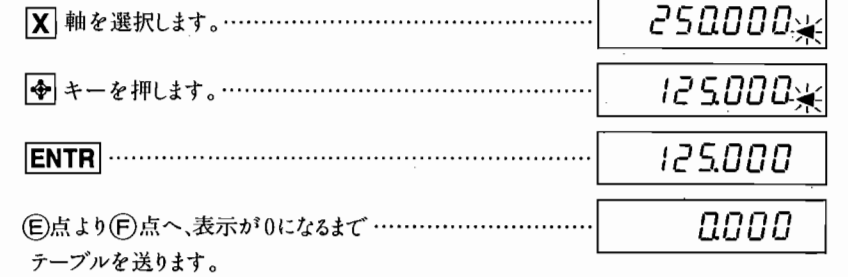 X 軸を選択します。………………………………… 250.000
キーを押します。………………………………… 125.000
ENTR ………………………………………………… 125.000
Ⓔ点よりⒻ点へ、表示が0になるまで ……………………… 0.000
テーブルを送ります。